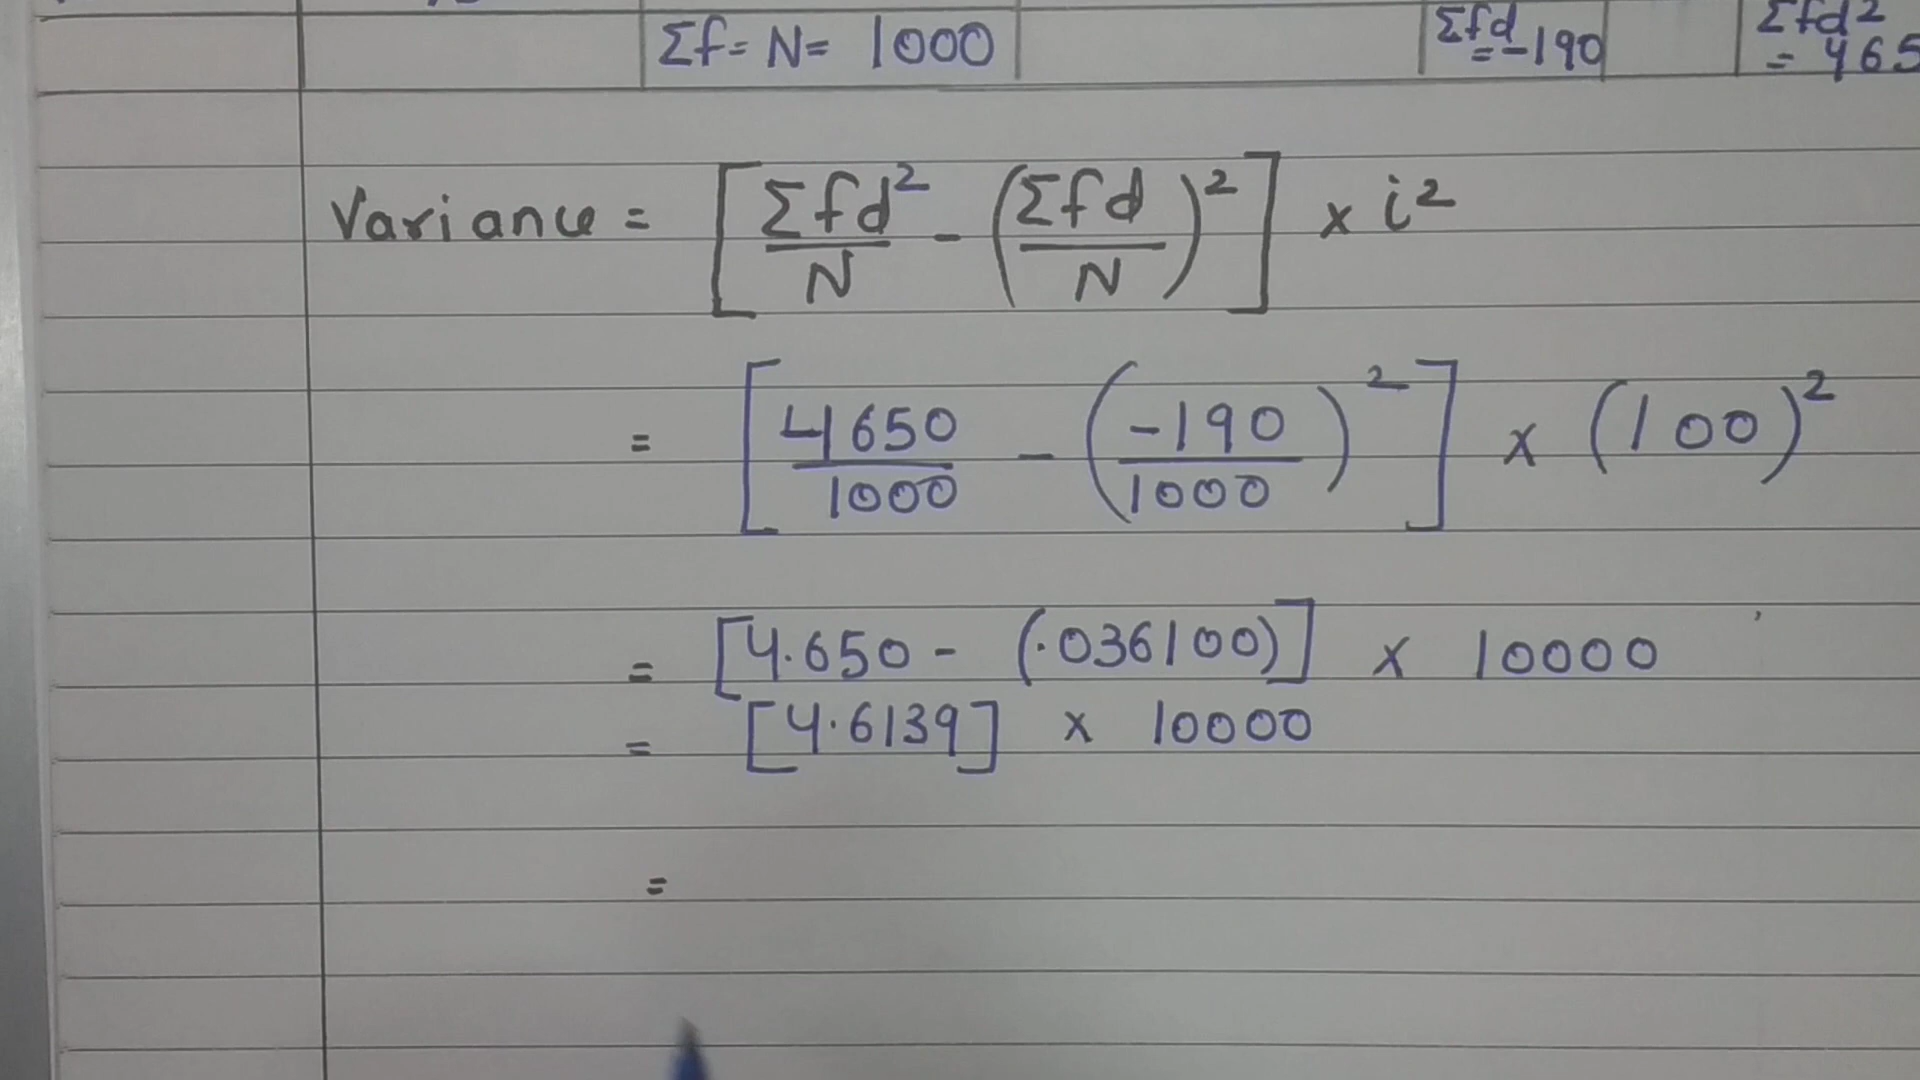 Σf = N = 1000 Σfd = -190 Σfd² = 465
Variance = [Σfd²/N - (Σfd/N)²] × i²
= [4650/1000 - (-190/1000)²] × (100)²
= [4.650 - (.036100)] × 10000
= [4.6139] × 10000
=